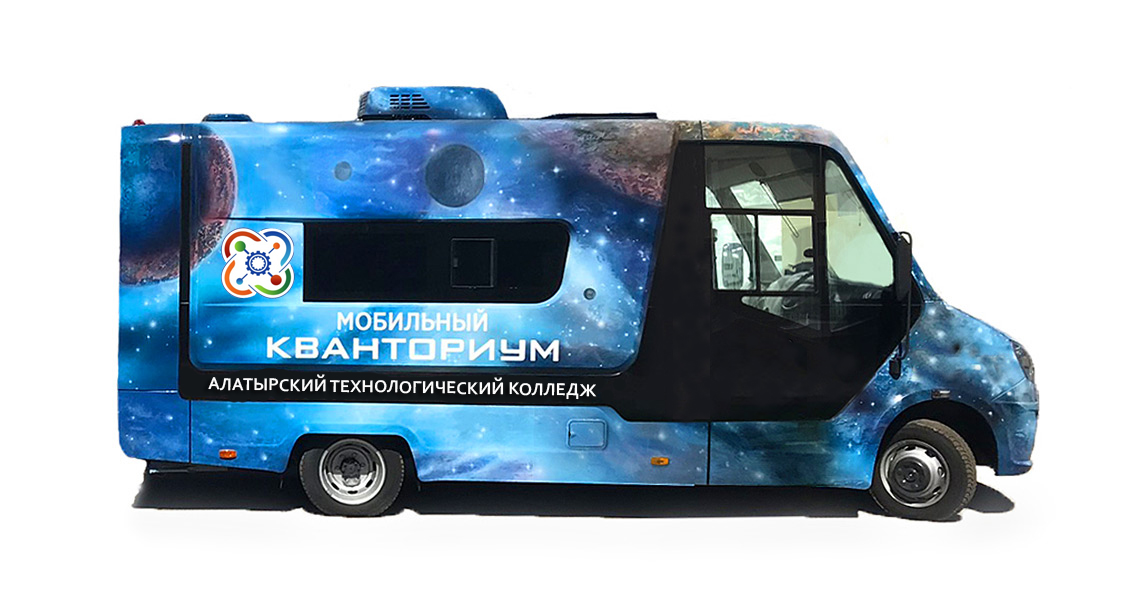 МОБИЛЬНЫЙ
КВАНТОРИУМ
АЛАТЫРСКИЙ ТЕХНОЛОГИЧЕСКИЙ КОЛЛЕДЖ